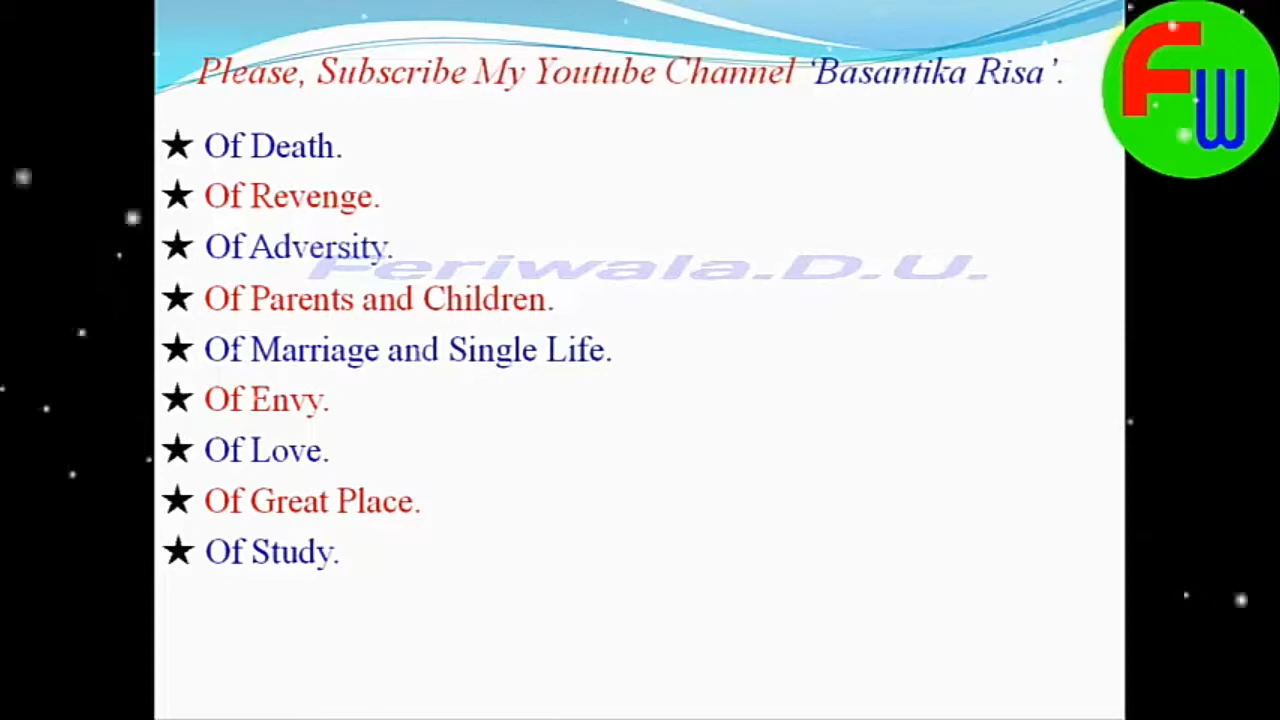 Please, Subscribe My Youtube Channel ‘Basantika Risa’.
FW
★ Of Death.
★ Of Revenge.
★ Of Adversity.
Feriwala.D.U.
★ Of Parents and Children.
★ Of Marriage and Single Life.
★ Of Envy.
★ Of Love.
★ Of Great Place.
★ Of Study.